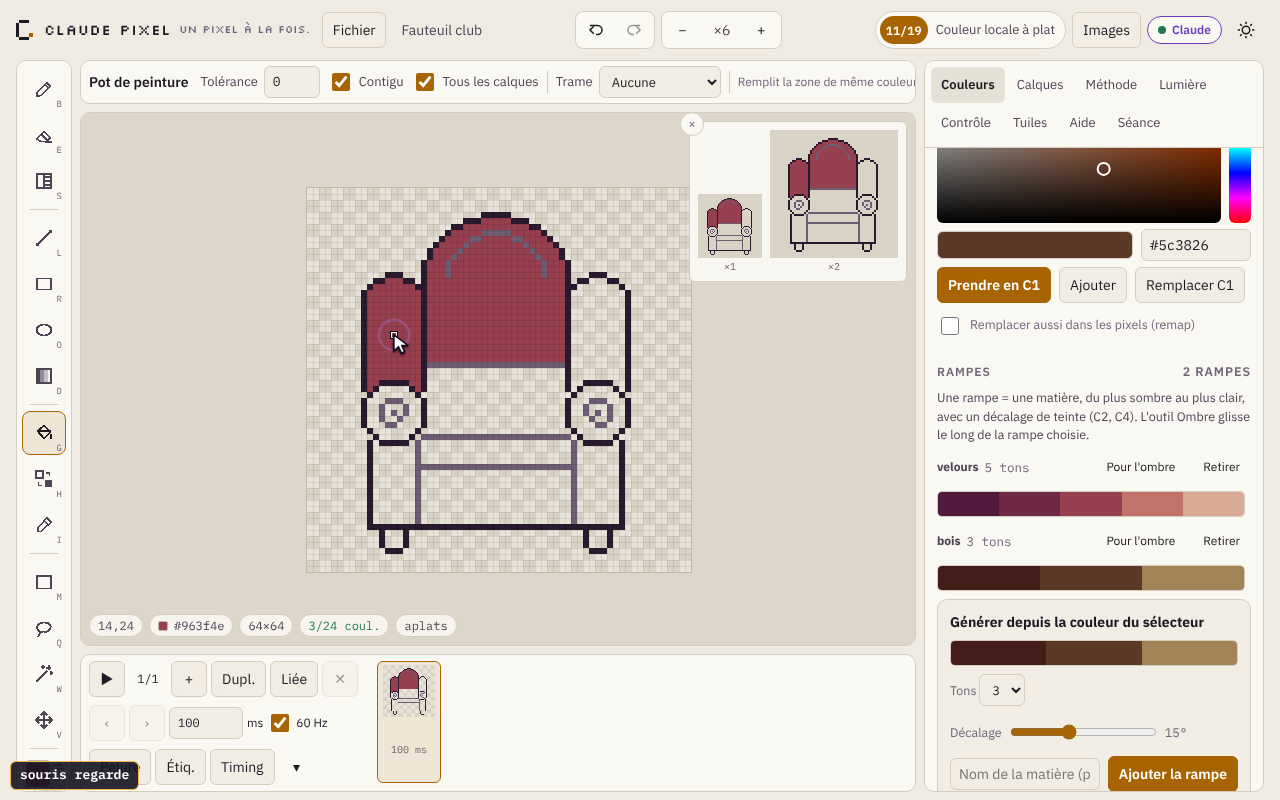 CLAUDE PIXEL UN PIXEL À LA FOIS. Fichier Fauteuil club − ×6 + 11/19 Couleur locale à plat Images Claude
Pot de peinture Tolérance 0 Contigu Tous les calques Trame Aucune Remplit la zone de même couleur
Couleurs Calques Méthode Lumière
Contrôle Tuiles Aide Séance
B
E
S
L
R
O
D
G
H
I
M
Q
W
V
×
×1 ×2
#5c3826
Prendre en C1 Ajouter Remplacer C1
Remplacer aussi dans les pixels (remap)
RAMPES 2 RAMPES
Une rampe = une matière, du plus sombre au plus clair,
avec un décalage de teinte (C2, C4). L'outil Ombre glisse
le long de la rampe choisie.
velours 5 tons Pour l'ombre Retirer
bois 3 tons Pour l'ombre Retirer
Générer depuis la couleur du sélecteur
Tons 3
Décalage 15°
Nom de la matière (p Ajouter la rampe
14,24 #963f4e 64×64 3/24 coul. aplats
1/1 + Dupl. Liée ×
‹ › 100 ms 60 Hz
100 ms
Étiq. Timing ▾
souris regarde